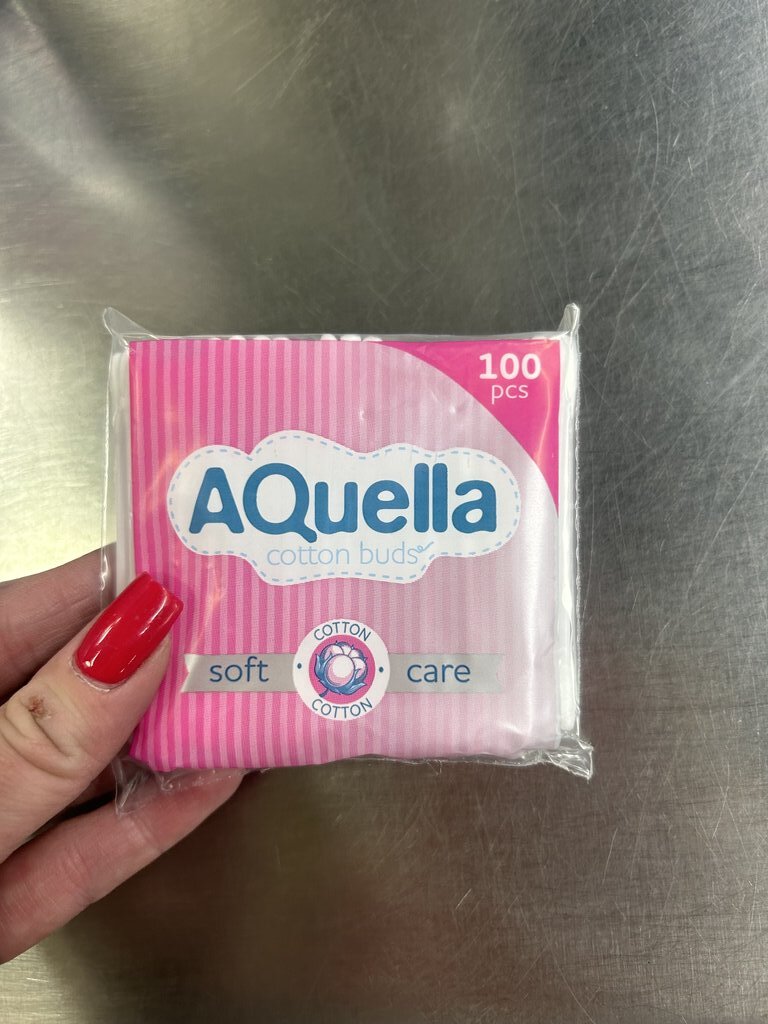 100
pcs
AQuella
cotton buds
COTTON
soft care
COTTON